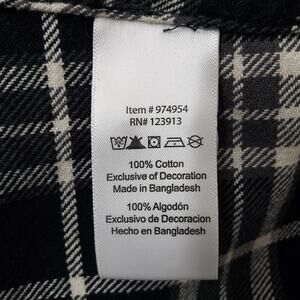 Item # 974954
RN# 123913
100% Cotton
Exclusive of Decoration
Made in Bangladesh
100% Algodón
Exclusivo de Decoracion
Hecho en Bangladesh